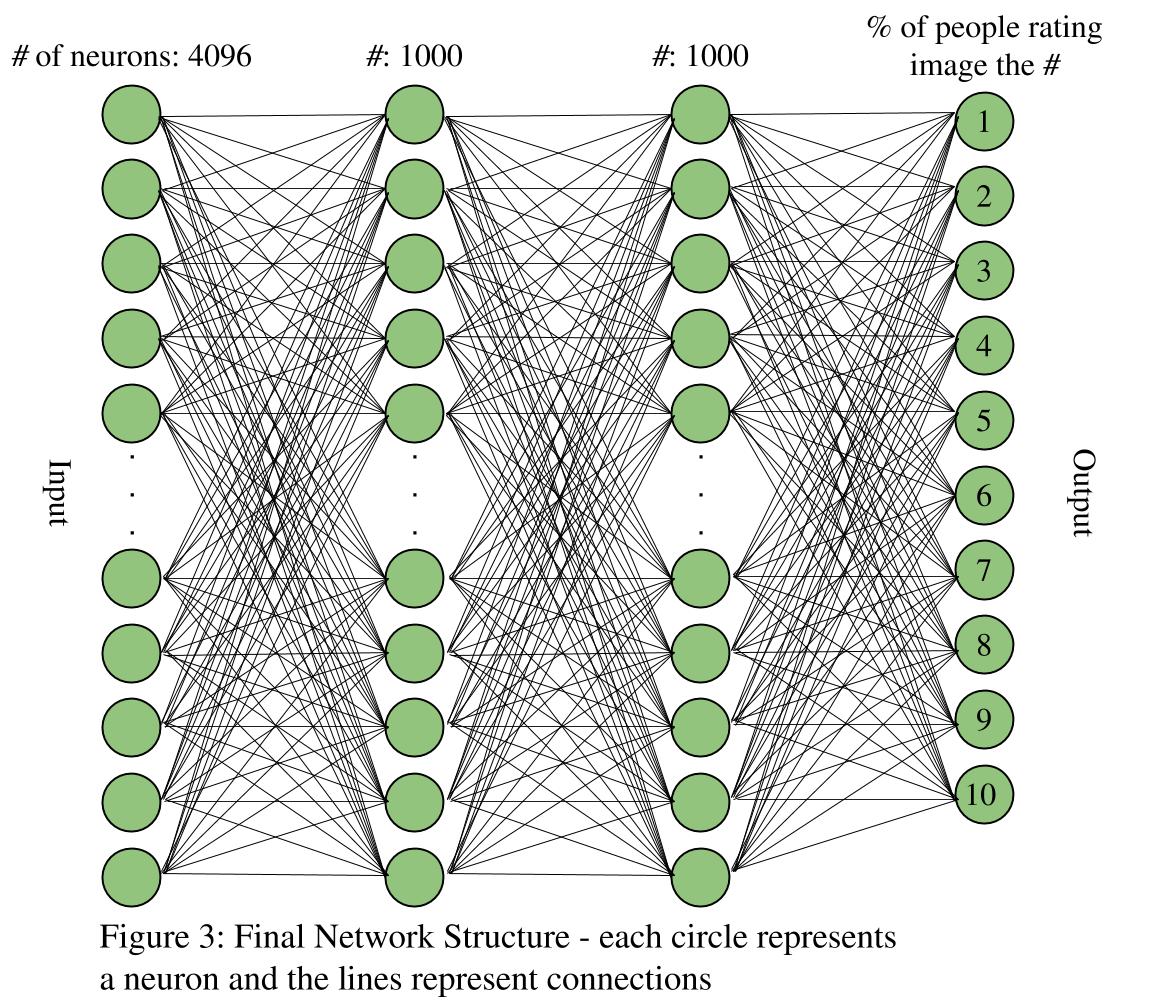 % of people rating
image the #
# of neurons: 4096
#: 1000
#: 1000
1
2
3
4
5
6
7
8
9
10
Input
Output
Figure 3: Final Network Structure - each circle represents
a neuron and the lines represent connections